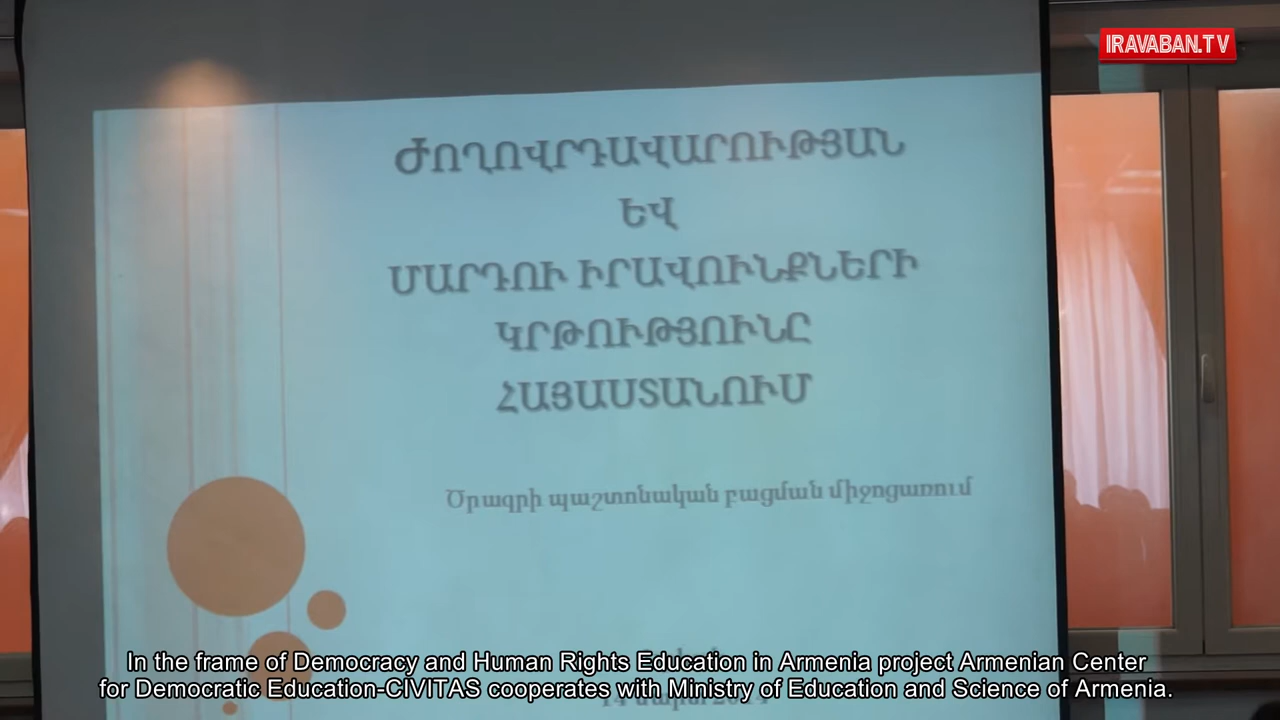 IRAVABAN.TV
ԺՈՂՈՎՐԴԱՎԱՐՈՒԹՅԱՆ
ԵՎ
ՄԱՐԴՈՒ ԻՐԱՎՈՒՆՔՆԵՐԻ
ԿՐԹՈՒԹՅՈՒՆԸ
ՀԱՅԱՍՏԱՆՈՒՄ
Ծրագրի պաշտոնական բացման միջոցառում
In the frame of Democracy and Human Rights Education in Armenia project Armenian Center
for Democratic Education-CIVITAS cooperates with Ministry of Education and Science of Armenia.